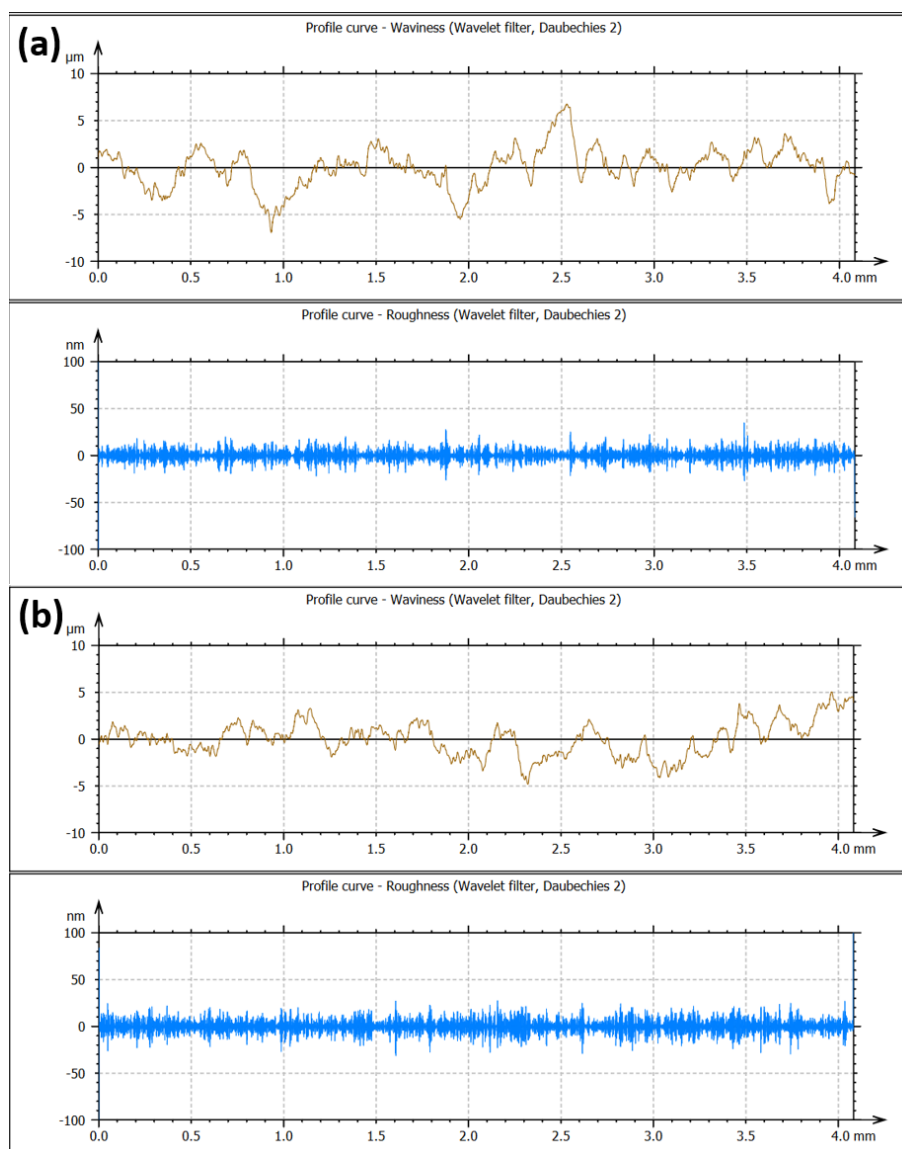 (a)
Profile curve - Waviness (Wavelet filter, Daubechies 2)
µm
10
5
0
-5
-10
0.0 0.5 1.0 1.5 2.0 2.5 3.0 3.5 4.0 mm
Profile curve - Roughness (Wavelet filter, Daubechies 2)
nm
100
50
0
-50
-100
0.0 0.5 1.0 1.5 2.0 2.5 3.0 3.5 4.0 mm
(b)
Profile curve - Waviness (Wavelet filter, Daubechies 2)
µm
10
5
0
-5
-10
0.0 0.5 1.0 1.5 2.0 2.5 3.0 3.5 4.0 mm
Profile curve - Roughness (Wavelet filter, Daubechies 2)
nm
100
50
0
-50
-100
0.0 0.5 1.0 1.5 2.0 2.5 3.0 3.5 4.0 mm